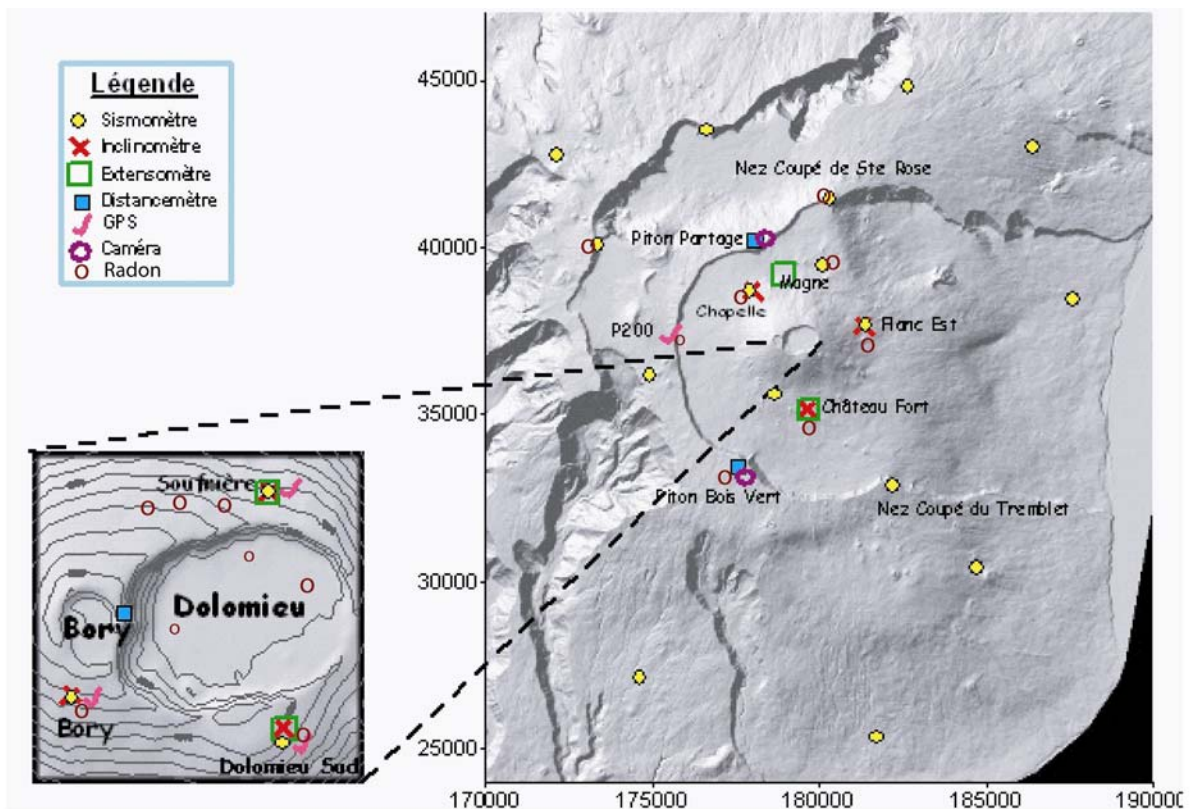 Légende
Sismomètre
Inclinomètre
Extensomètre
Distancemètre
GPS
Caméra
Radon
45000
40000
35000
30000
25000
170000
175000
180000
185000
190000
Nez Coupé de Ste Rose
Piton Partage
Magne
Chapelle
P200
Flanc Est
Château Fort
Piton Bois Vert
Nez Coupé du Tremblet
Soufrière
Dolomieu
Bory
Bory
Dolomieu Sud